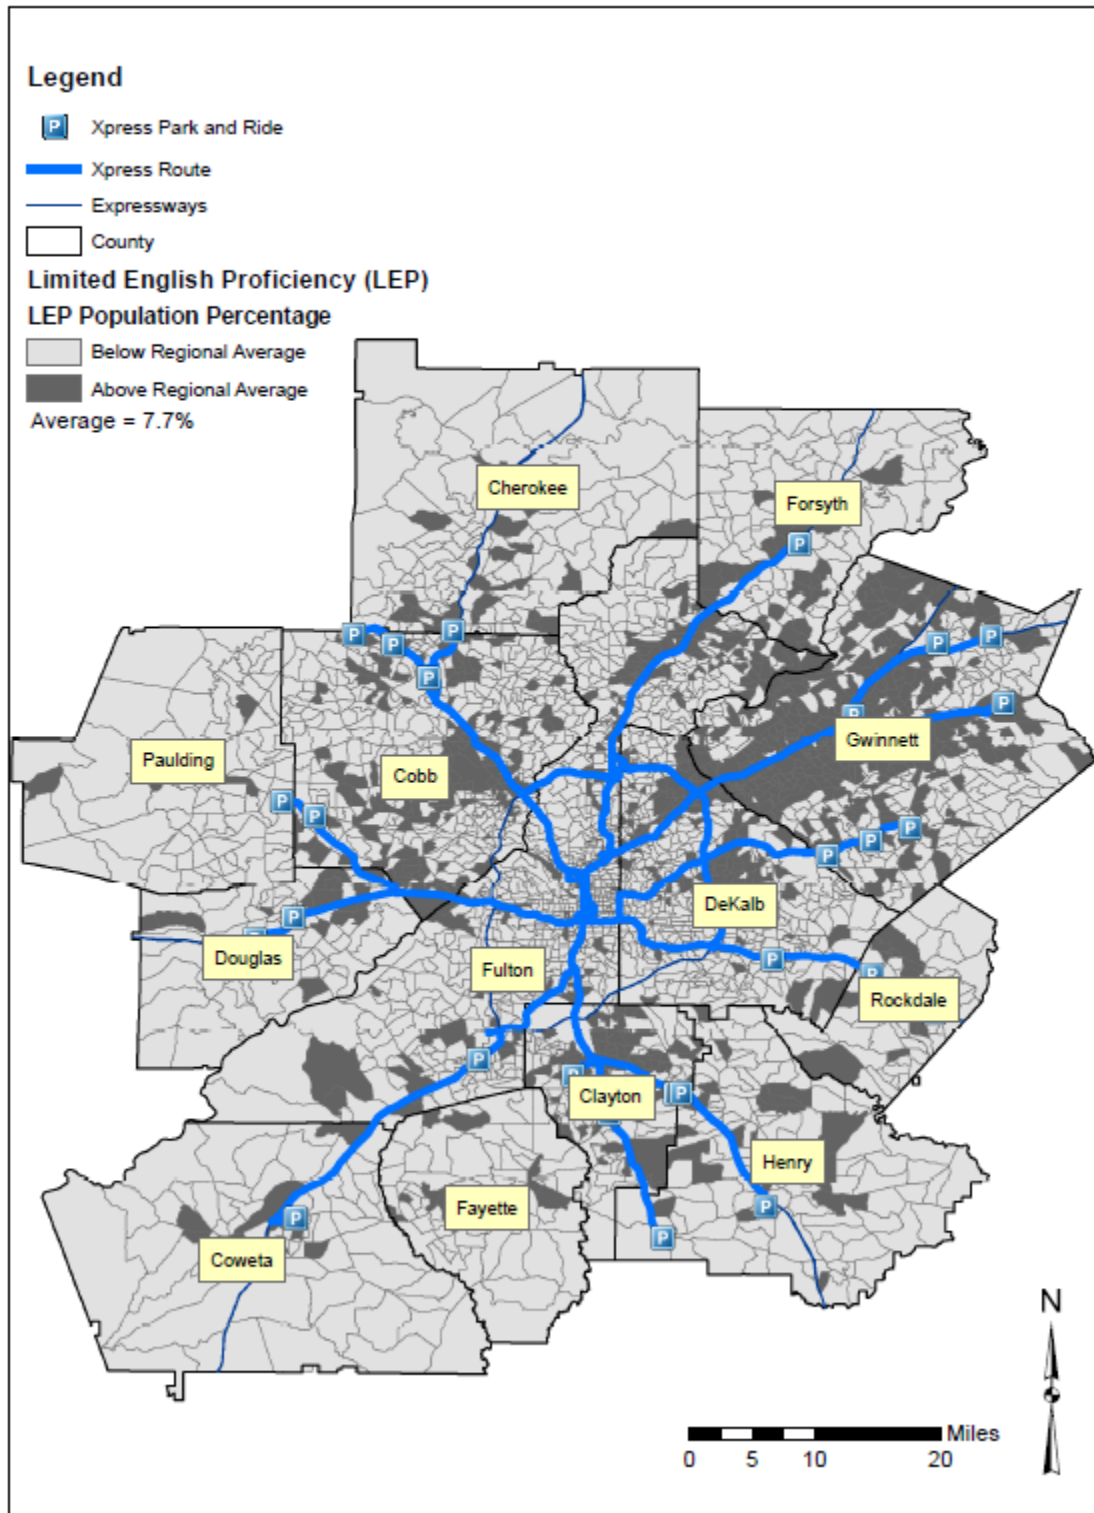 Legend
P Xpress Park and Ride
Xpress Route
Expressways
County
Limited English Proficiency (LEP)
LEP Population Percentage
Below Regional Average
Above Regional Average
Average = 7.7%
Cherokee
Forsyth
P
P
P
P
P
P
P
P
P
P
Gwinnett
Paulding
Cobb
P
P
P
P
P
DeKalb
P
Douglas
Fulton
P
P
Rockdale
P
P
P
Clayton
Henry
Fayette
P
P
P
Coweta
N
Miles
0 5 10 20